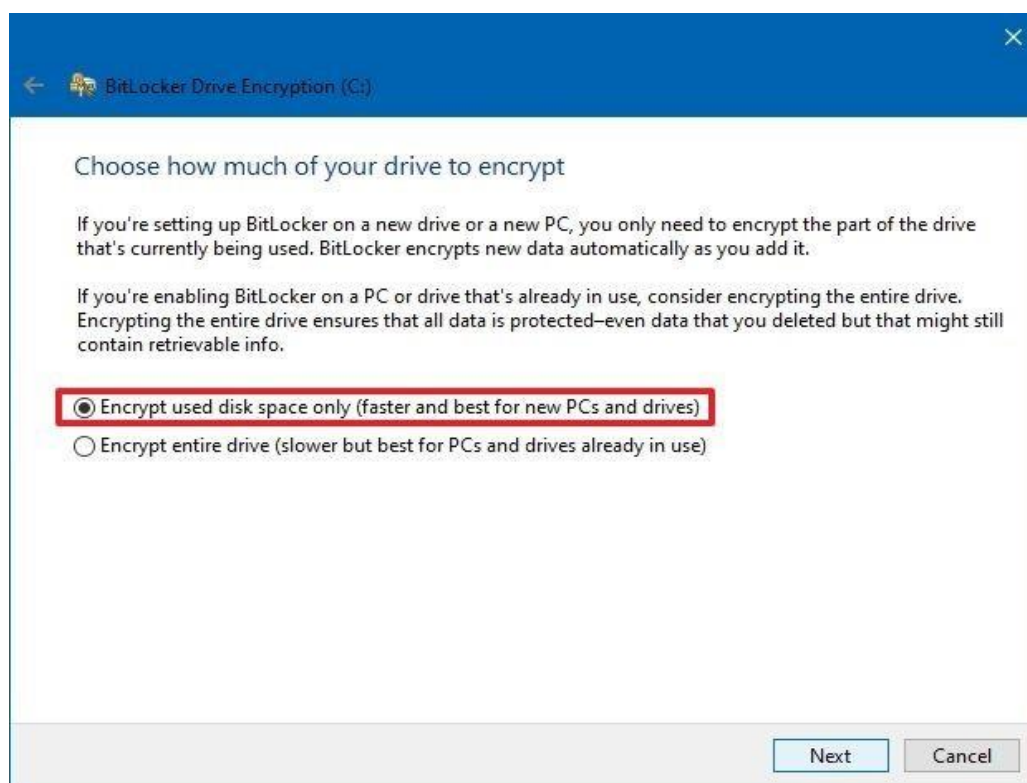 BitLocker Drive Encryption (C:)
Choose how much of your drive to encrypt
If you're setting up BitLocker on a new drive or a new PC, you only need to encrypt the part of the drive
that's currently being used. BitLocker encrypts new data automatically as you add it.
If you're enabling BitLocker on a PC or drive that's already in use, consider encrypting the entire drive.
Encrypting the entire drive ensures that all data is protected–even data that you deleted but that might still
contain retrievable info.
Encrypt used disk space only (faster and best for new PCs and drives)
Encrypt entire drive (slower but best for PCs and drives already in use)
Next
Cancel